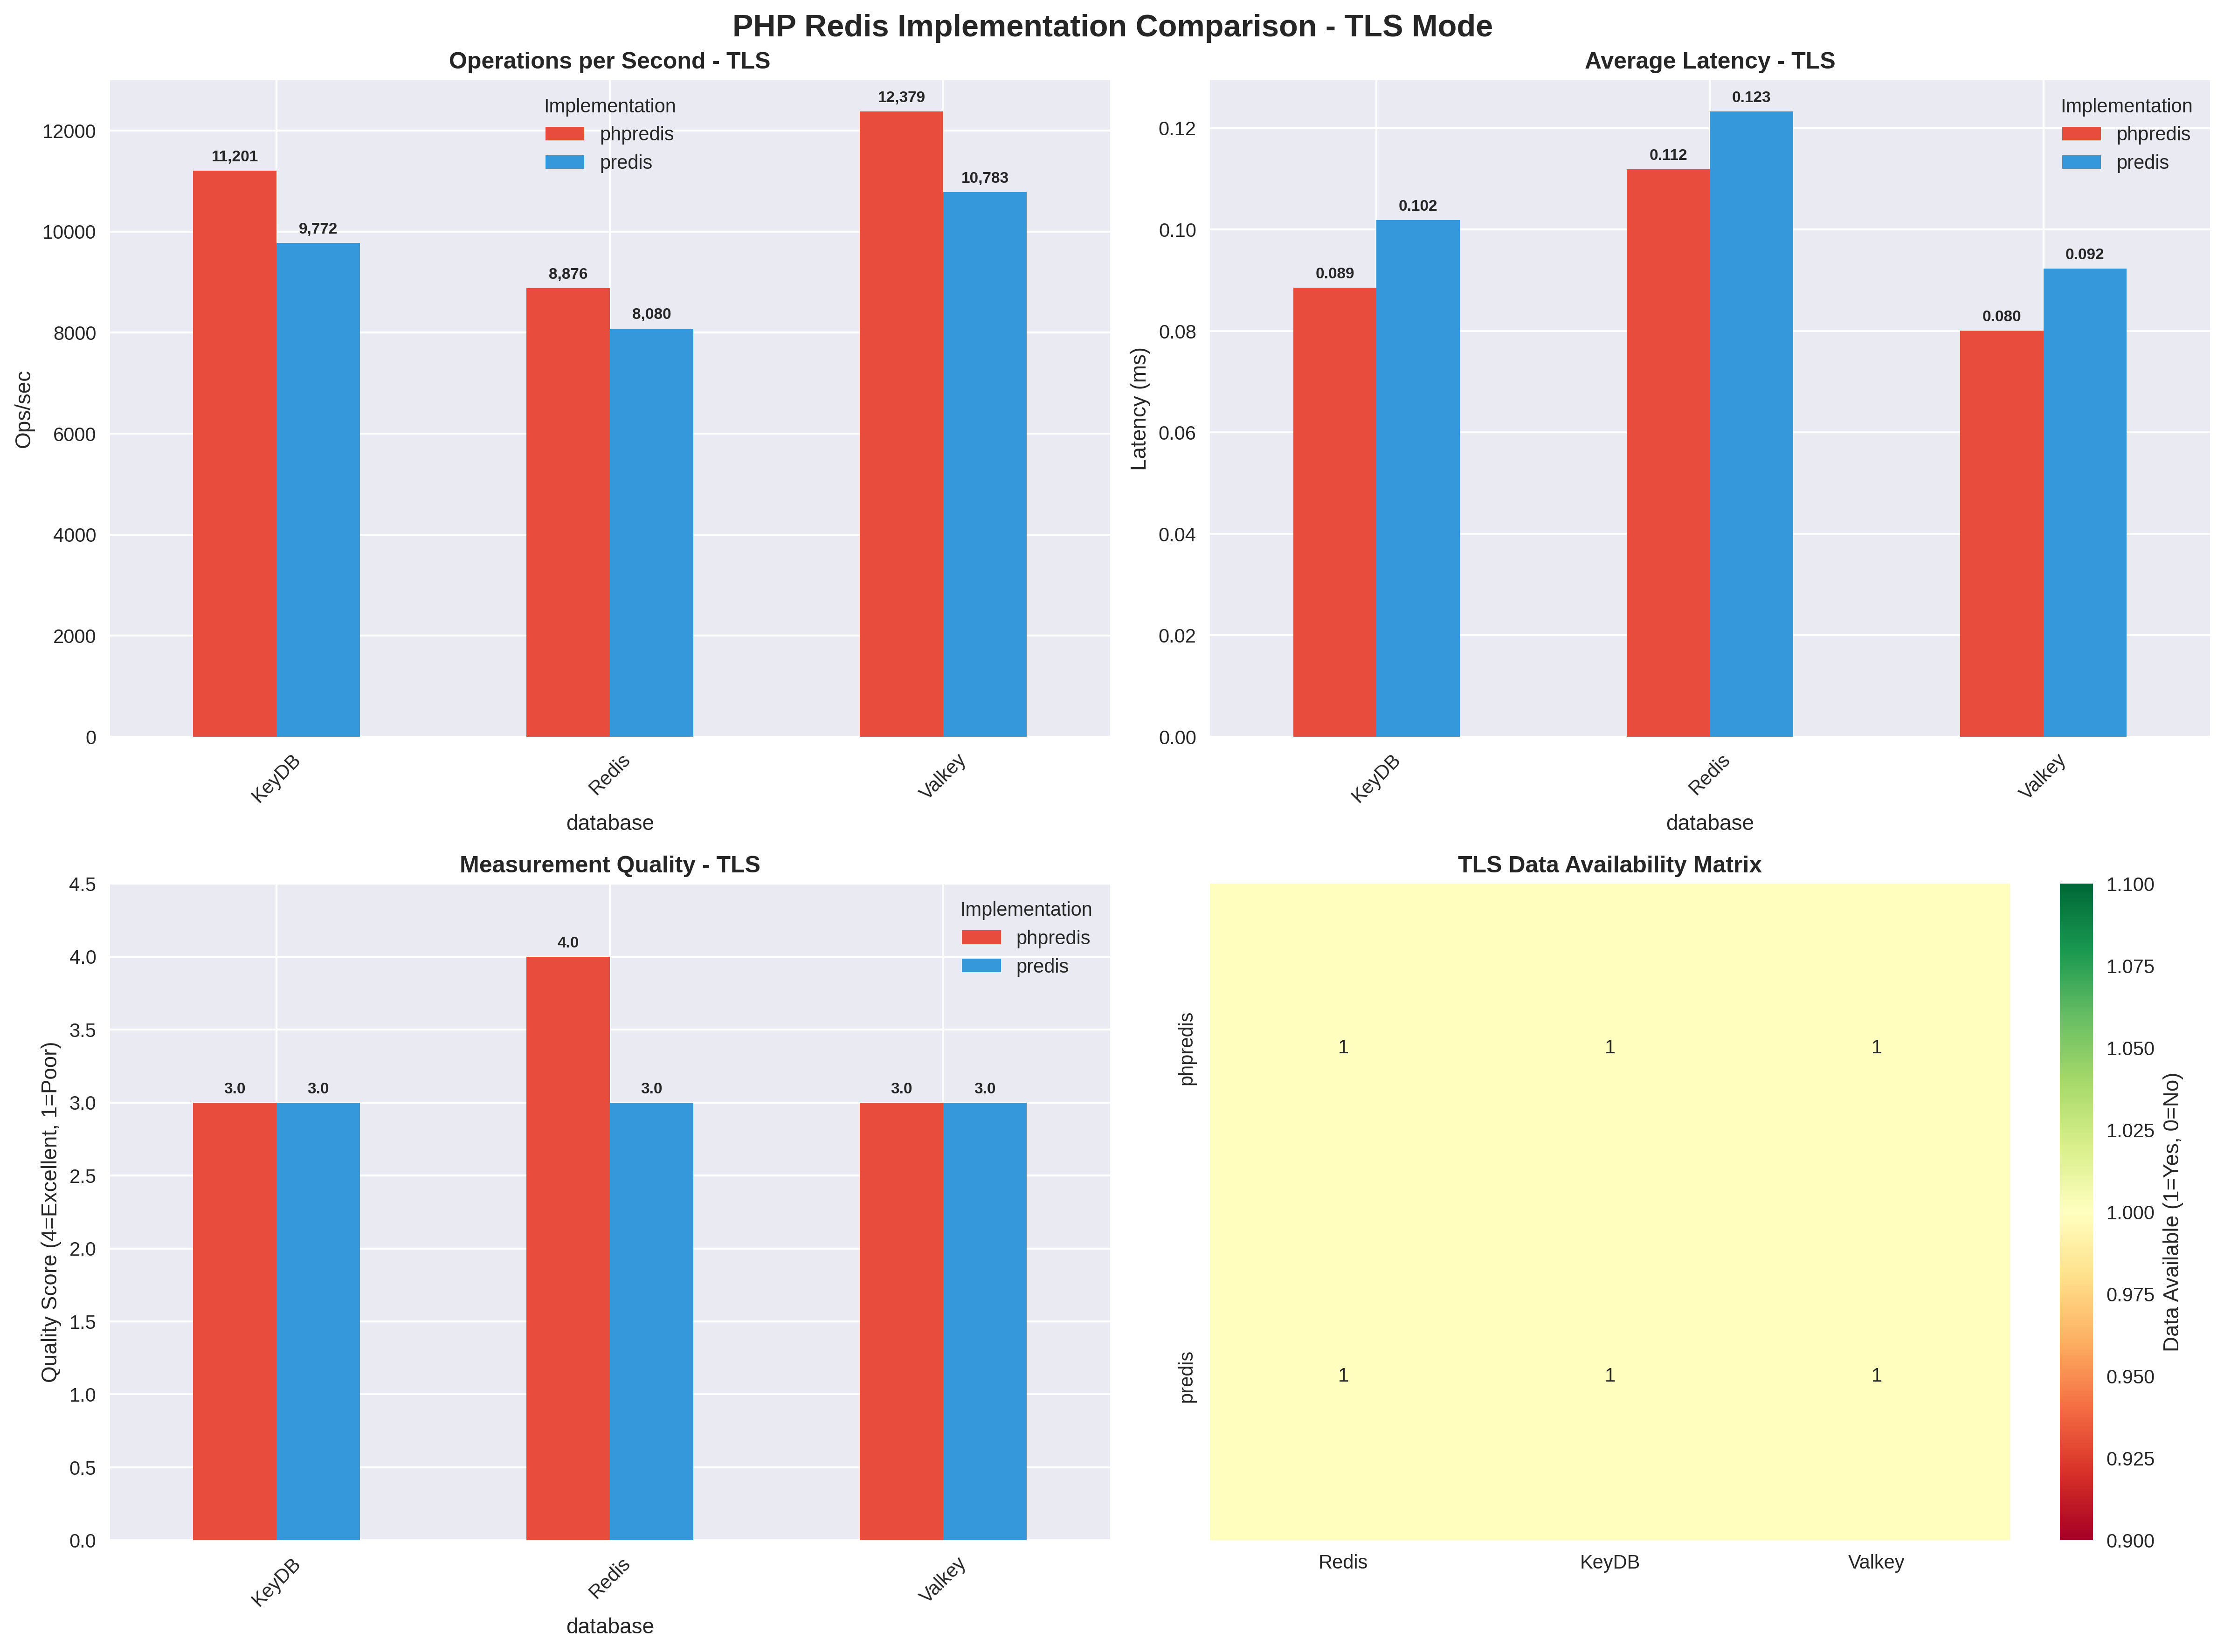 PHP Redis Implementation Comparison - TLS Mode
Operations per Second - TLS
Ops/sec
12000
10000
8000
6000
4000
2000
0
11,201
9,772
8,876
8,080
12,379
10,783
Implementation
phpredis
predis
KeyDB
Redis
Valkey
database
Average Latency - TLS
Latency (ms)
0.12
0.10
0.08
0.06
0.04
0.02
0.00
0.089
0.102
0.112
0.123
0.080
0.092
Implementation
phpredis
predis
KeyDB
Redis
Valkey
database
Measurement Quality - TLS
Quality Score (4=Excellent, 1=Poor)
4.5
4.0
3.5
3.0
2.5
2.0
1.5
1.0
0.5
0.0
3.0
3.0
4.0
3.0
3.0
3.0
Implementation
phpredis
predis
KeyDB
Redis
Valkey
database
TLS Data Availability Matrix
phpredis
1
1
1
predis
1
1
1
Redis
KeyDB
Valkey
1.100
1.075
1.050
1.025
1.000
0.975
0.950
0.925
0.900
Data Available (1=Yes, 0=No)